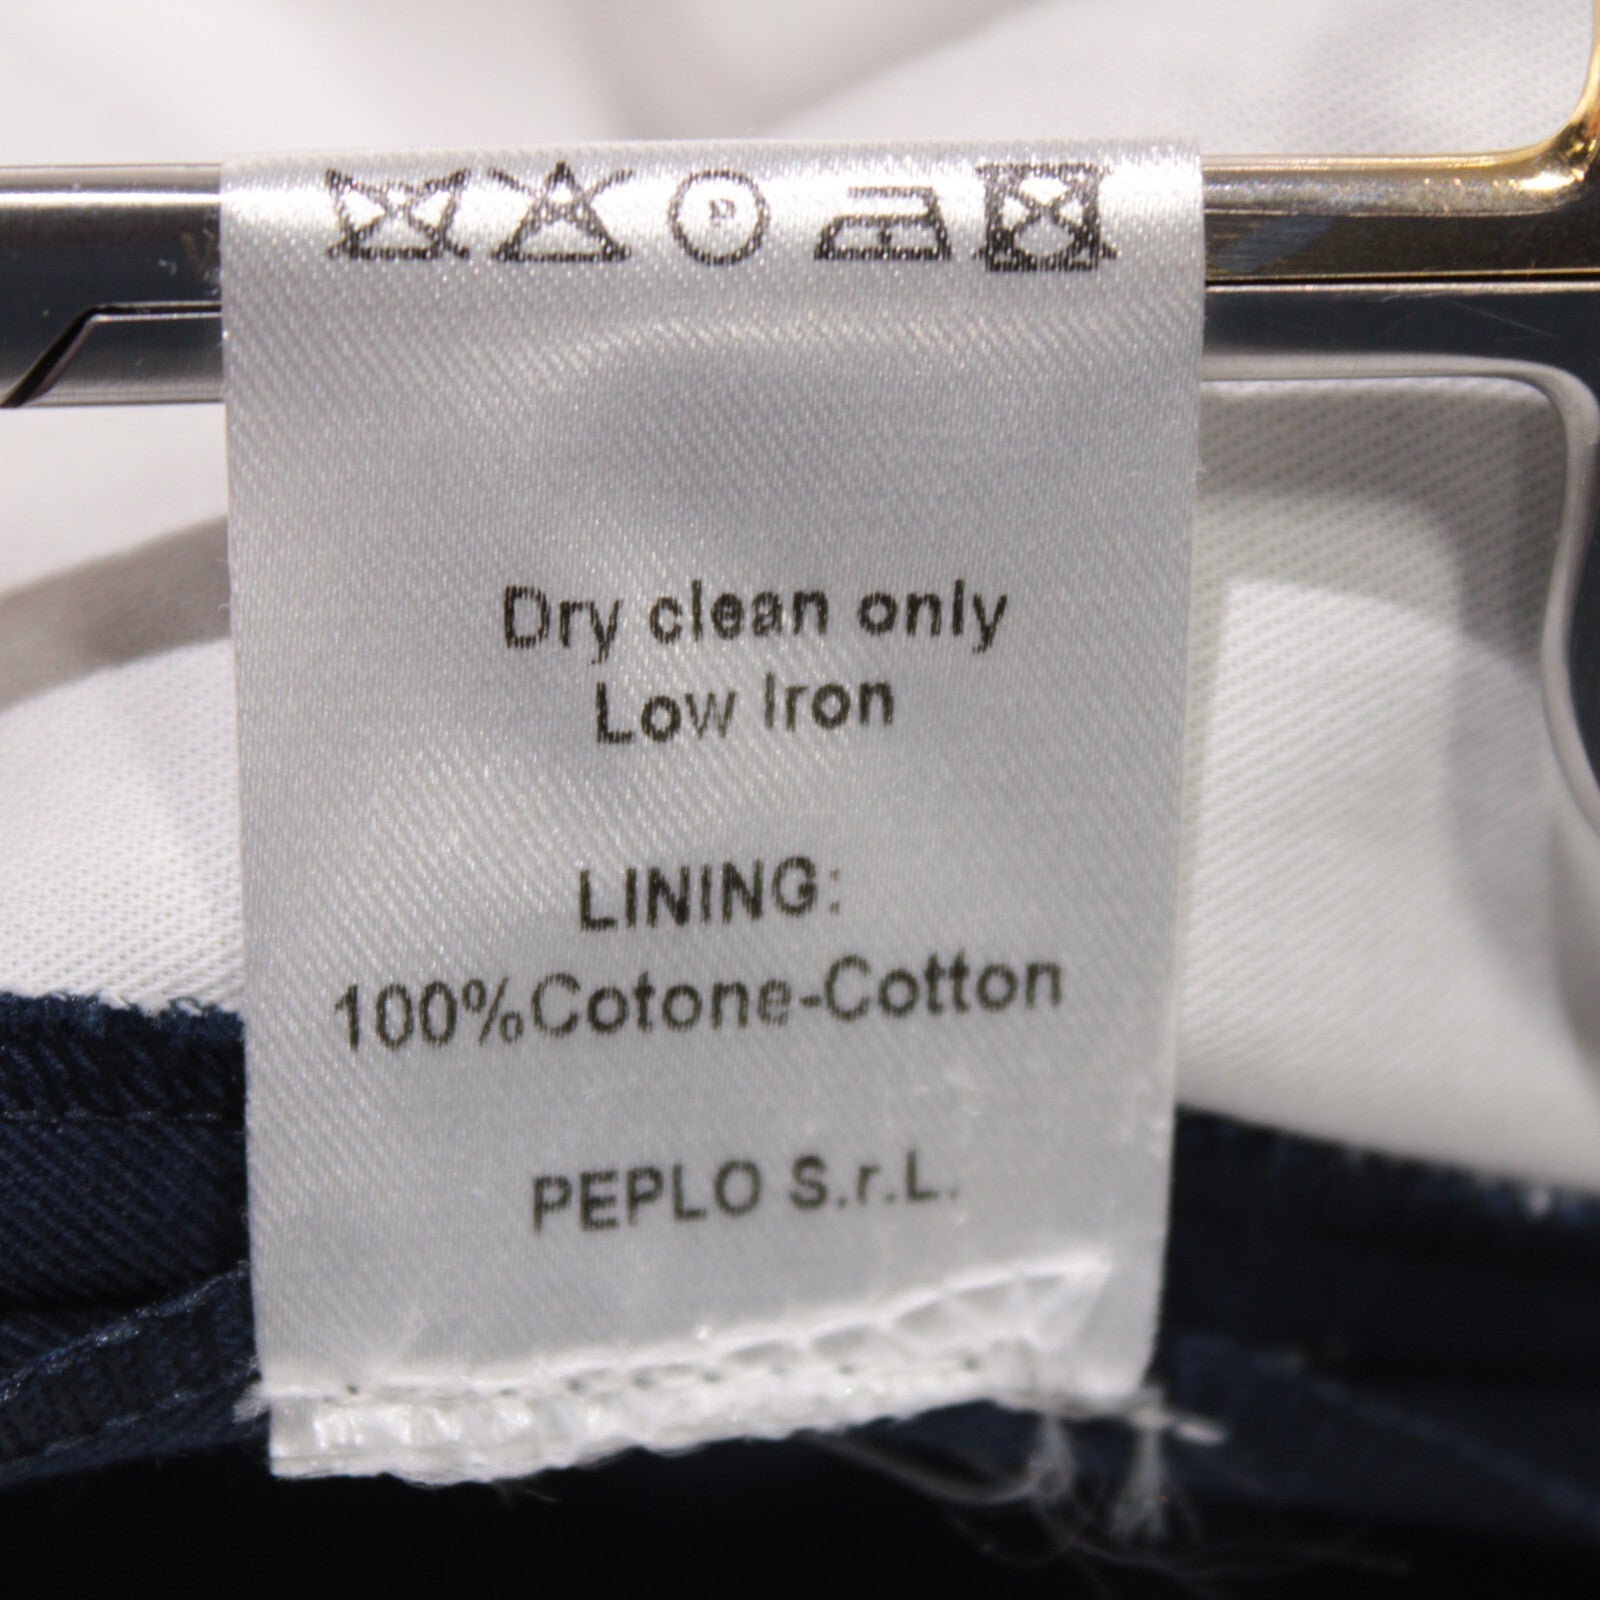 P
Dry clean only
Low Iron
LINING:
100%Cotone-Cotton
PEPLO S.r.L.